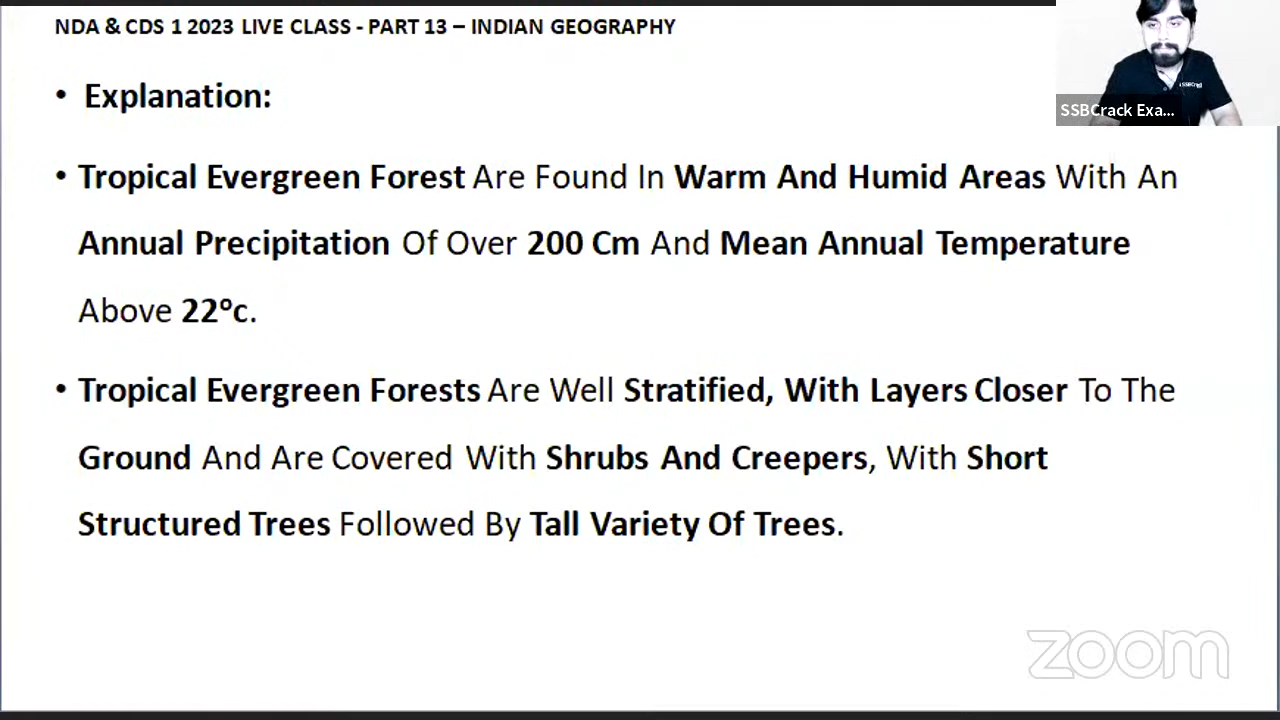 NDA & CDS 1 2023 LIVE CLASS - PART 13 – INDIAN GEOGRAPHY
SSBCrack Exa...
• Explanation:
• Tropical Evergreen Forest Are Found In Warm And Humid Areas With An
Annual Precipitation Of Over 200 Cm And Mean Annual Temperature
Above 22°c.
• Tropical Evergreen Forests Are Well Stratified, With Layers Closer To The
Ground And Are Covered With Shrubs And Creepers, With Short
Structured Trees Followed By Tall Variety Of Trees.
zoom